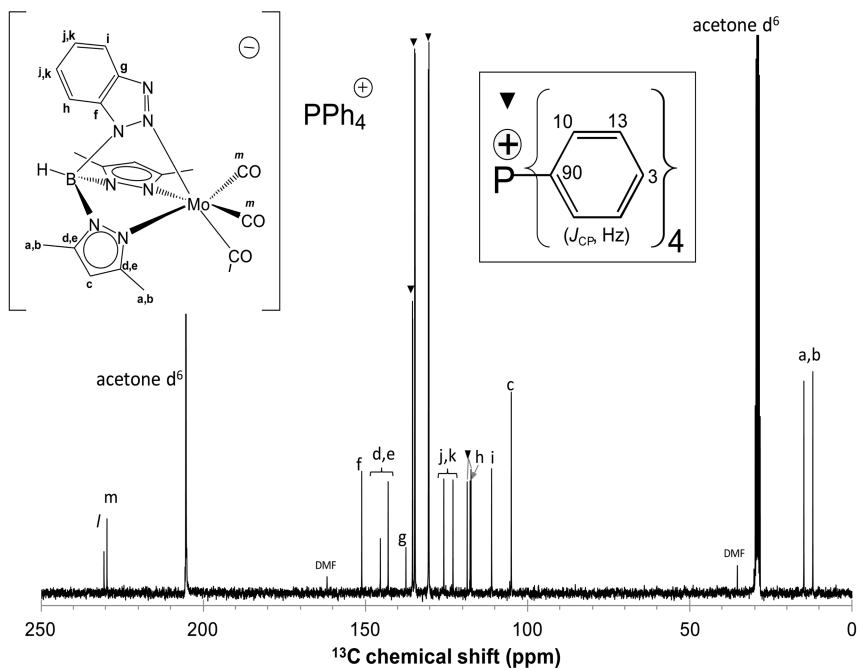 acetone d⁶
j,k
i
j,k
g
N
h
f
N
N
PPh₄
10
13
P
90
3
(J_CP, Hz)
4
m
CO
H
B
N
N
Mo
m
CO
N
N
CO
l
a,b
d,e
c
d,e
a,b
acetone d⁶
a,b
c
f
d,e
j,k
h
i
m
l
g
DMF
DMF
250
200
150
100
50
0
¹³C chemical shift (ppm)